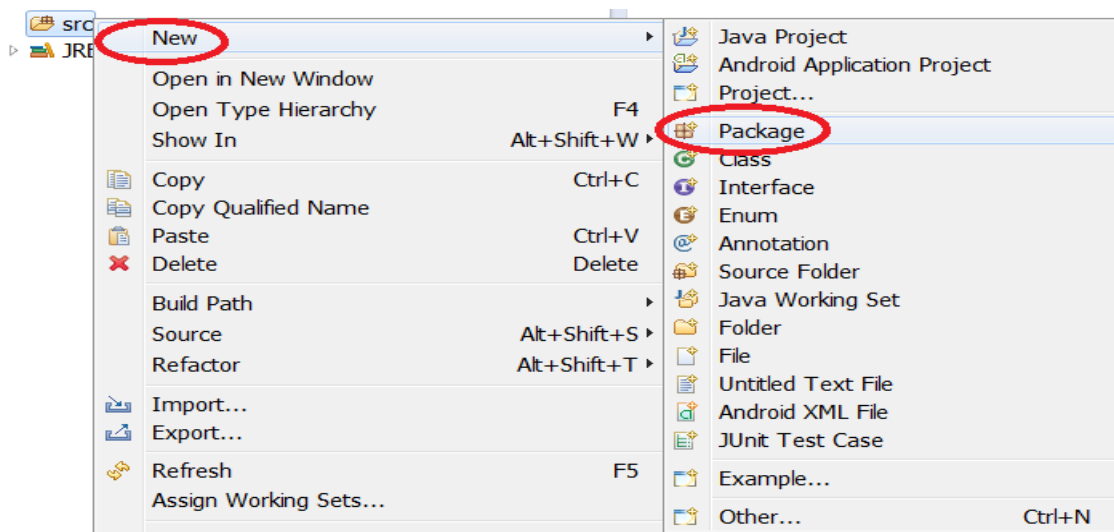 src
JRE
New
Open in New Window
Open Type Hierarchy F4
Show In Alt+Shift+W
Copy Ctrl+C
Copy Qualified Name
Paste Ctrl+V
Delete Delete
Build Path
Source Alt+Shift+S
Refactor Alt+Shift+T
Import...
Export...
Refresh F5
Assign Working Sets...
Java Project
Android Application Project
Project...
Package
Class
Interface
Enum
Annotation
Source Folder
Java Working Set
Folder
File
Untitled Text File
Android XML File
JUnit Test Case
Example...
Other... Ctrl+N